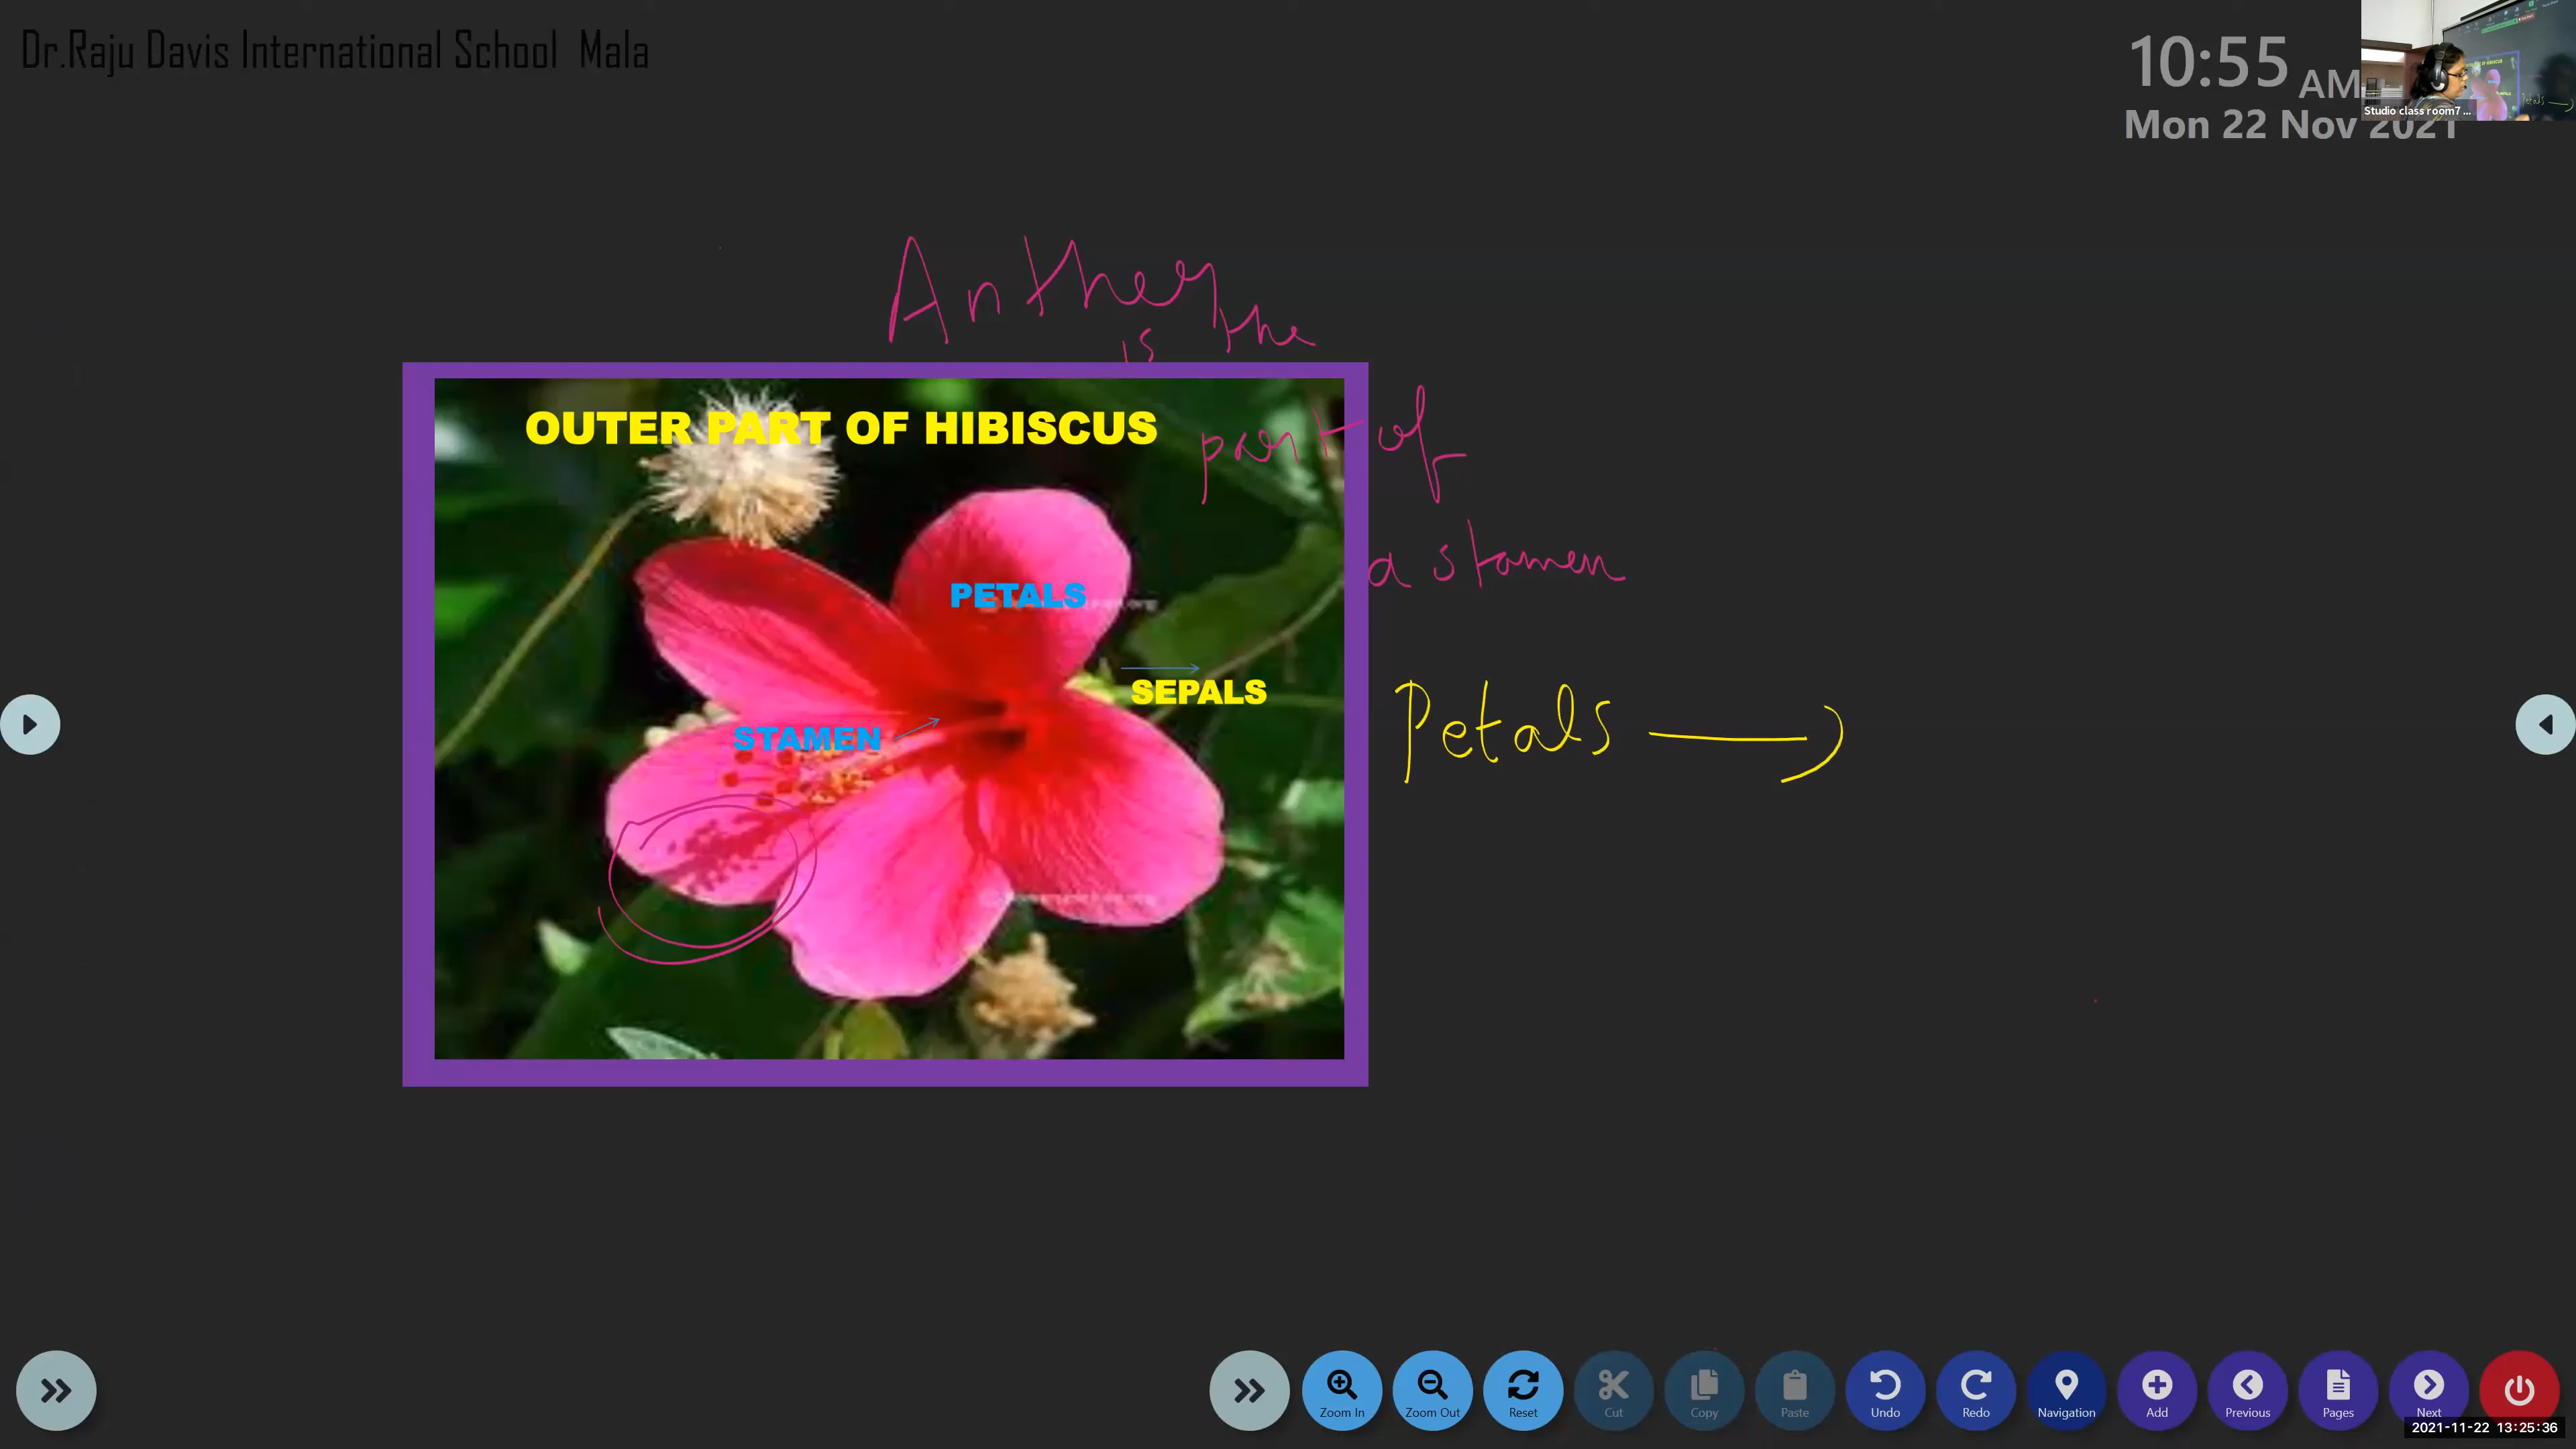 Dr.Raju Davis International School Mala
10:55 AM
Mon 22 Nov 2021
Studio class room7 ...
Anther
is the
part of
a stamen
OUTER PART OF HIBISCUS
PETALS
SEPALS
STAMEN
Petals
Zoom In
Zoom Out
Reset
Cut
Copy
Paste
Undo
Redo
Navigation
Add
Previous
Pages
Next
2021-11-22 13:25:36